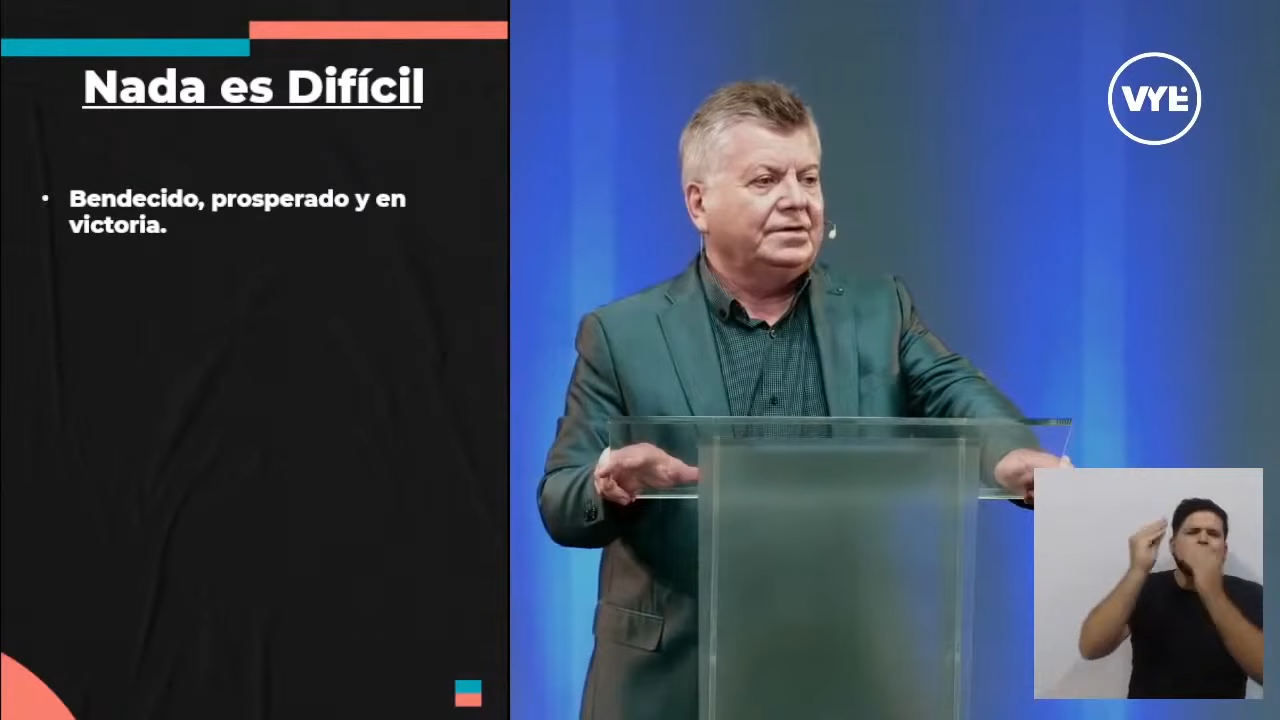 Nada es Difícil
• Bendecido, prosperado y en
victoria.
VYE